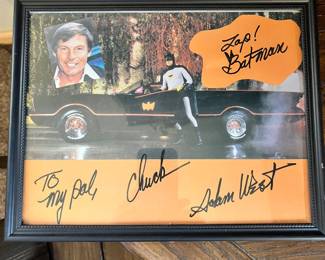 Zap!
Batman
To
My Pal,
Chuck
Adam West